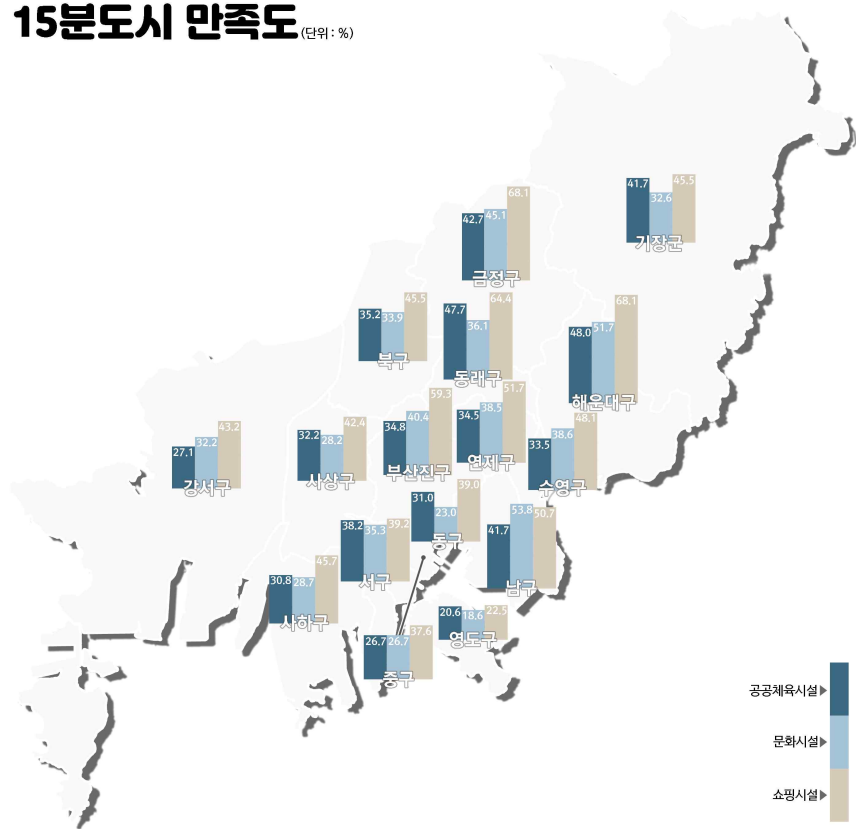 15분도시 만족도(단위 : %)
41.7 32.6 45.5
기장군
42.7 45.1 68.1
금정구
35.2 33.9 45.5
북구
47.7 36.1 64.4
동래구
48.0 51.7 68.1
해운대구
27.1 32.2 43.2
강서구
32.2 28.2 42.4
사상구
34.8 40.4 59.3
부산진구
34.5 38.5 51.7
연제구
33.5 38.6 48.1
수영구
31.0 23.0 39.0
동구
38.2 35.3 39.2
서구
41.7 53.8 50.7
남구
30.8 28.7 45.7
사하구
20.6 18.6 22.5
영도구
26.7 26.7 37.6
중구
공공체육시설▶
문화시설▶
쇼핑시설▶